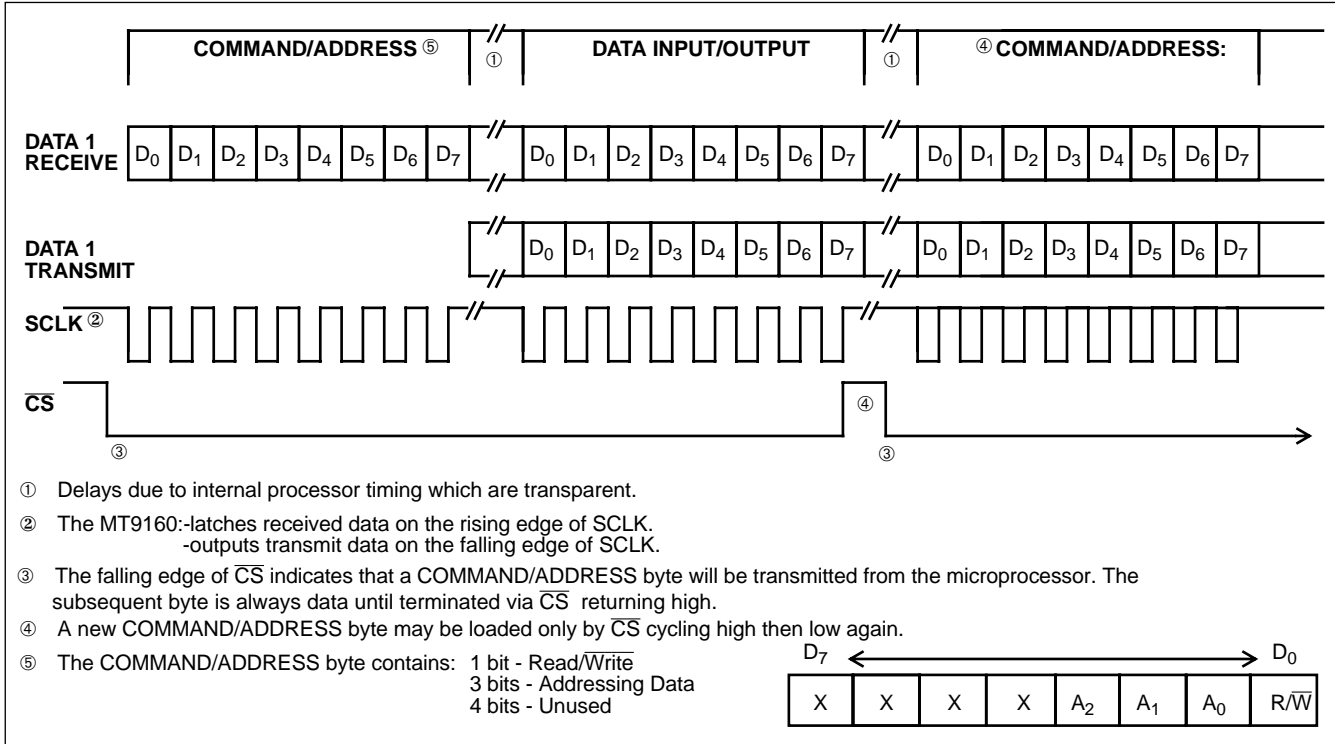 COMMAND/ADDRESS ⑤ ① DATA INPUT/OUTPUT ① ④ COMMAND/ADDRESS:
DATA 1
RECEIVE
D0 D1 D2 D3 D4 D5 D6 D7 D0 D1 D2 D3 D4 D5 D6 D7 D0 D1 D2 D3 D4 D5 D6 D7
DATA 1
TRANSMIT
D0 D1 D2 D3 D4 D5 D6 D7 D0 D1 D2 D3 D4 D5 D6 D7
SCLK ②
C̅S̅ ④
③ ③
① Delays due to internal processor timing which are transparent.
② The MT9160:-latches received data on the rising edge of SCLK.
-outputs transmit data on the falling edge of SCLK.
③ The falling edge of C̅S̅ indicates that a COMMAND/ADDRESS byte will be transmitted from the microprocessor. The
subsequent byte is always data until terminated via C̅S̅ returning high.
④ A new COMMAND/ADDRESS byte may be loaded only by C̅S̅ cycling high then low again.
⑤ The COMMAND/ADDRESS byte contains: 1 bit - Read/W̅r̅i̅t̅e̅
3 bits - Addressing Data
4 bits - Unused
D7 D0
X X X X A2 A1 A0 R/W̅